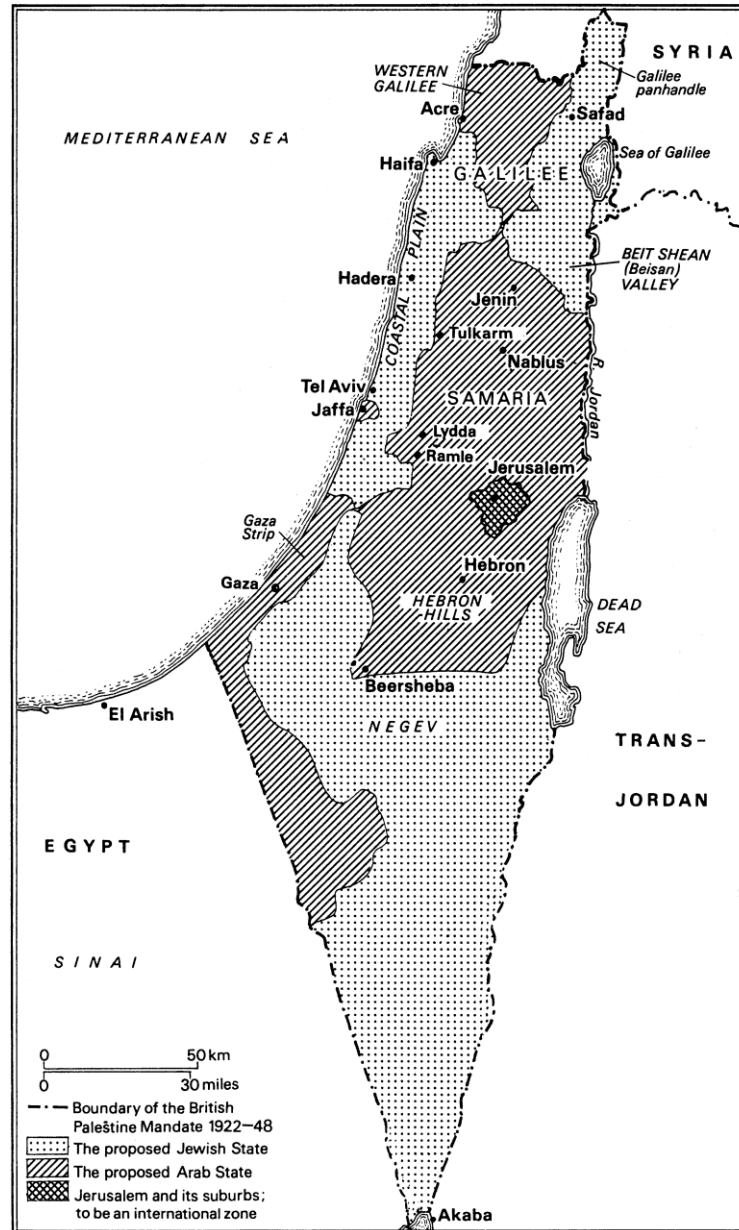 SYRIA
WESTERN
GALILEE
Galilee
panhandle
Acre
Safad
MEDITERRANEAN SEA
Haifa
Sea of Galilee
GALILEE
COASTAL PLAIN
BEIT SHEAN
(Beisan)
VALLEY
Hadera
Jenin
Tulkarm
Nablus
R. Jordan
Tel Aviv
Jaffa
SAMARIA
Lydda
Ramle
Jerusalem
Gaza
Strip
Gaza
Hebron
HEBRON
HILLS
DEAD
SEA
Beersheba
El Arish
NEGEV
TRANS-
JORDAN
EGYPT
SINAI
0 50 km
0 30 miles
Boundary of the British
Palestine Mandate 1922–48
The proposed Jewish State
The proposed Arab State
Jerusalem and its suburbs;
to be an international zone
Akaba